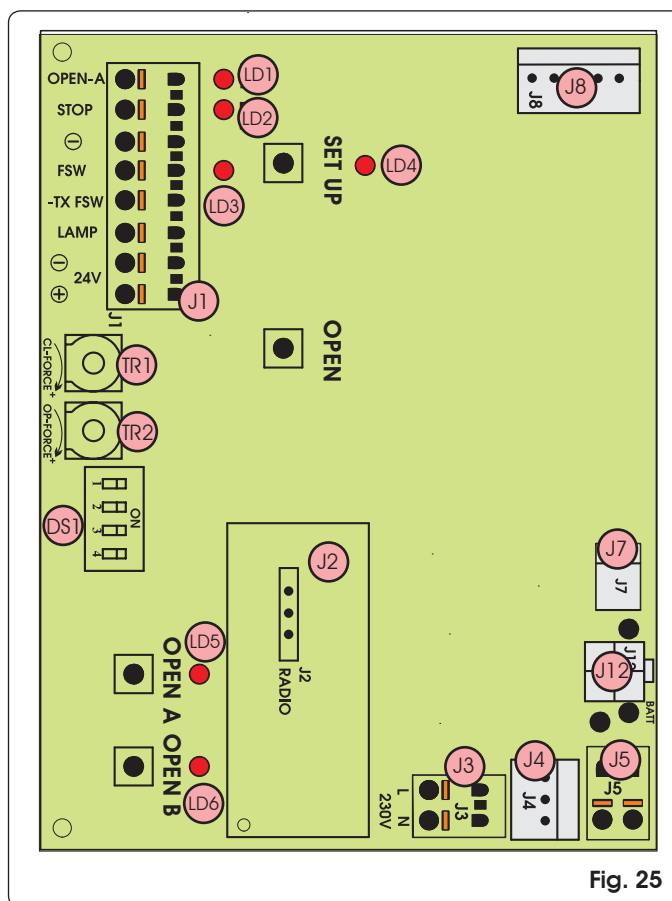 OPEN-A
LD1
STOP
LD2
J8
J8
⊖
FSW
LD3
SET UP
LD4
-TX FSW
LAMP
⊖
24V
⊕
J1
J1
OPEN
CL-FORCE +
TR1
OP-FORCE +
TR2
DS1
1
2
3
4
ON
J2
J2
RADIO
J7
J7
OPEN A
LD5
J12
BATT
OPEN B
LD6
J3
L
N
230V
J3
J4
J4
J5
J5
Fig. 25